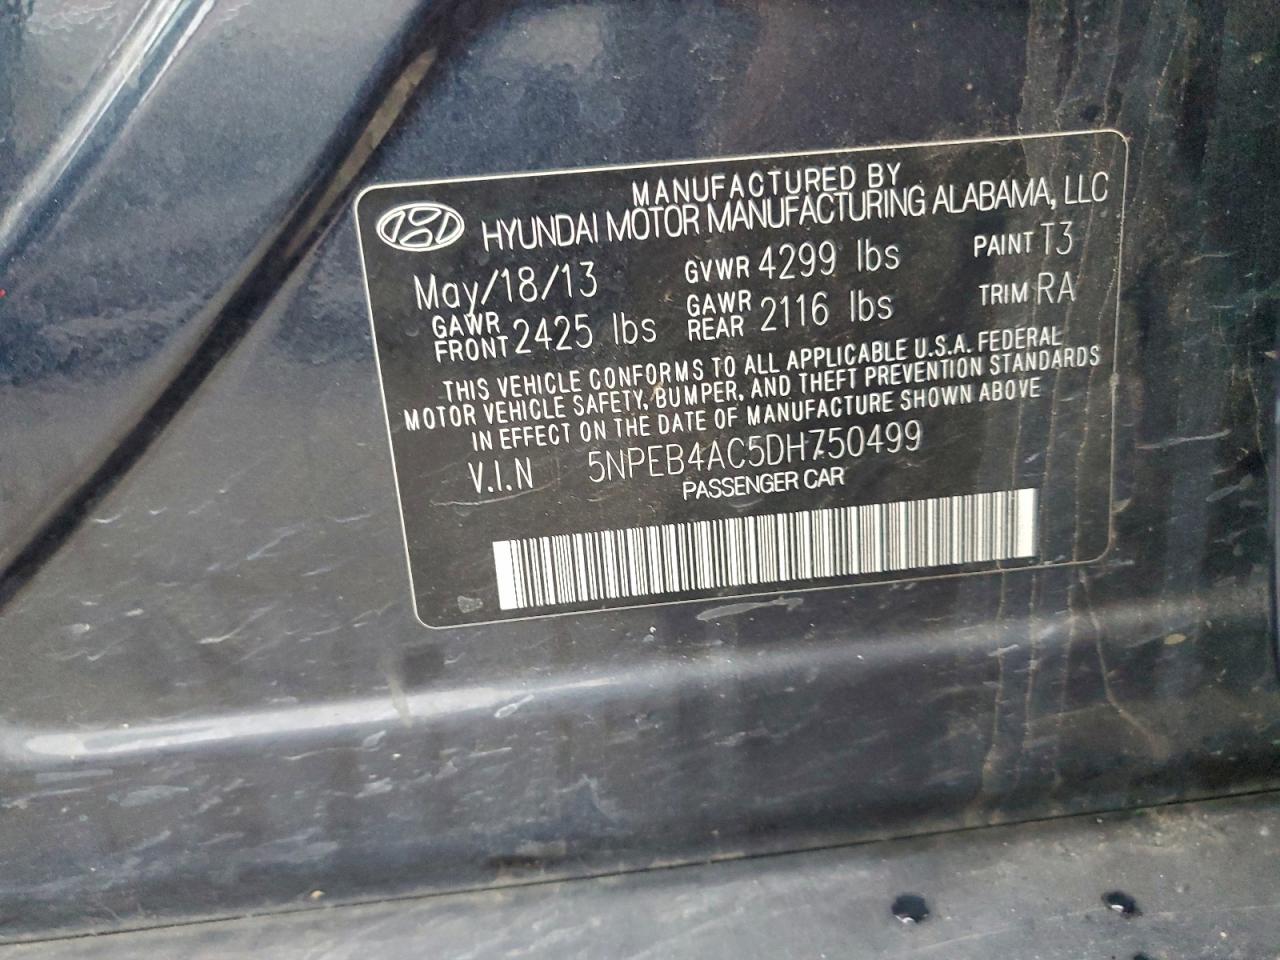 MANUFACTURED BY
HYUNDAI MOTOR MANUFACTURING ALABAMA, LLC
May/18/13 GVWR 4299 lbs PAINT T3
GAWR FRONT 2425 lbs GAWR REAR 2116 lbs TRIM RA
THIS VEHICLE CONFORMS TO ALL APPLICABLE U.S.A. FEDERAL
MOTOR VEHICLE SAFETY, BUMPER, AND THEFT PREVENTION STANDARDS
IN EFFECT ON THE DATE OF MANUFACTURE SHOWN ABOVE
V.I.N 5NPEB4AC5DH750499
PASSENGER CAR